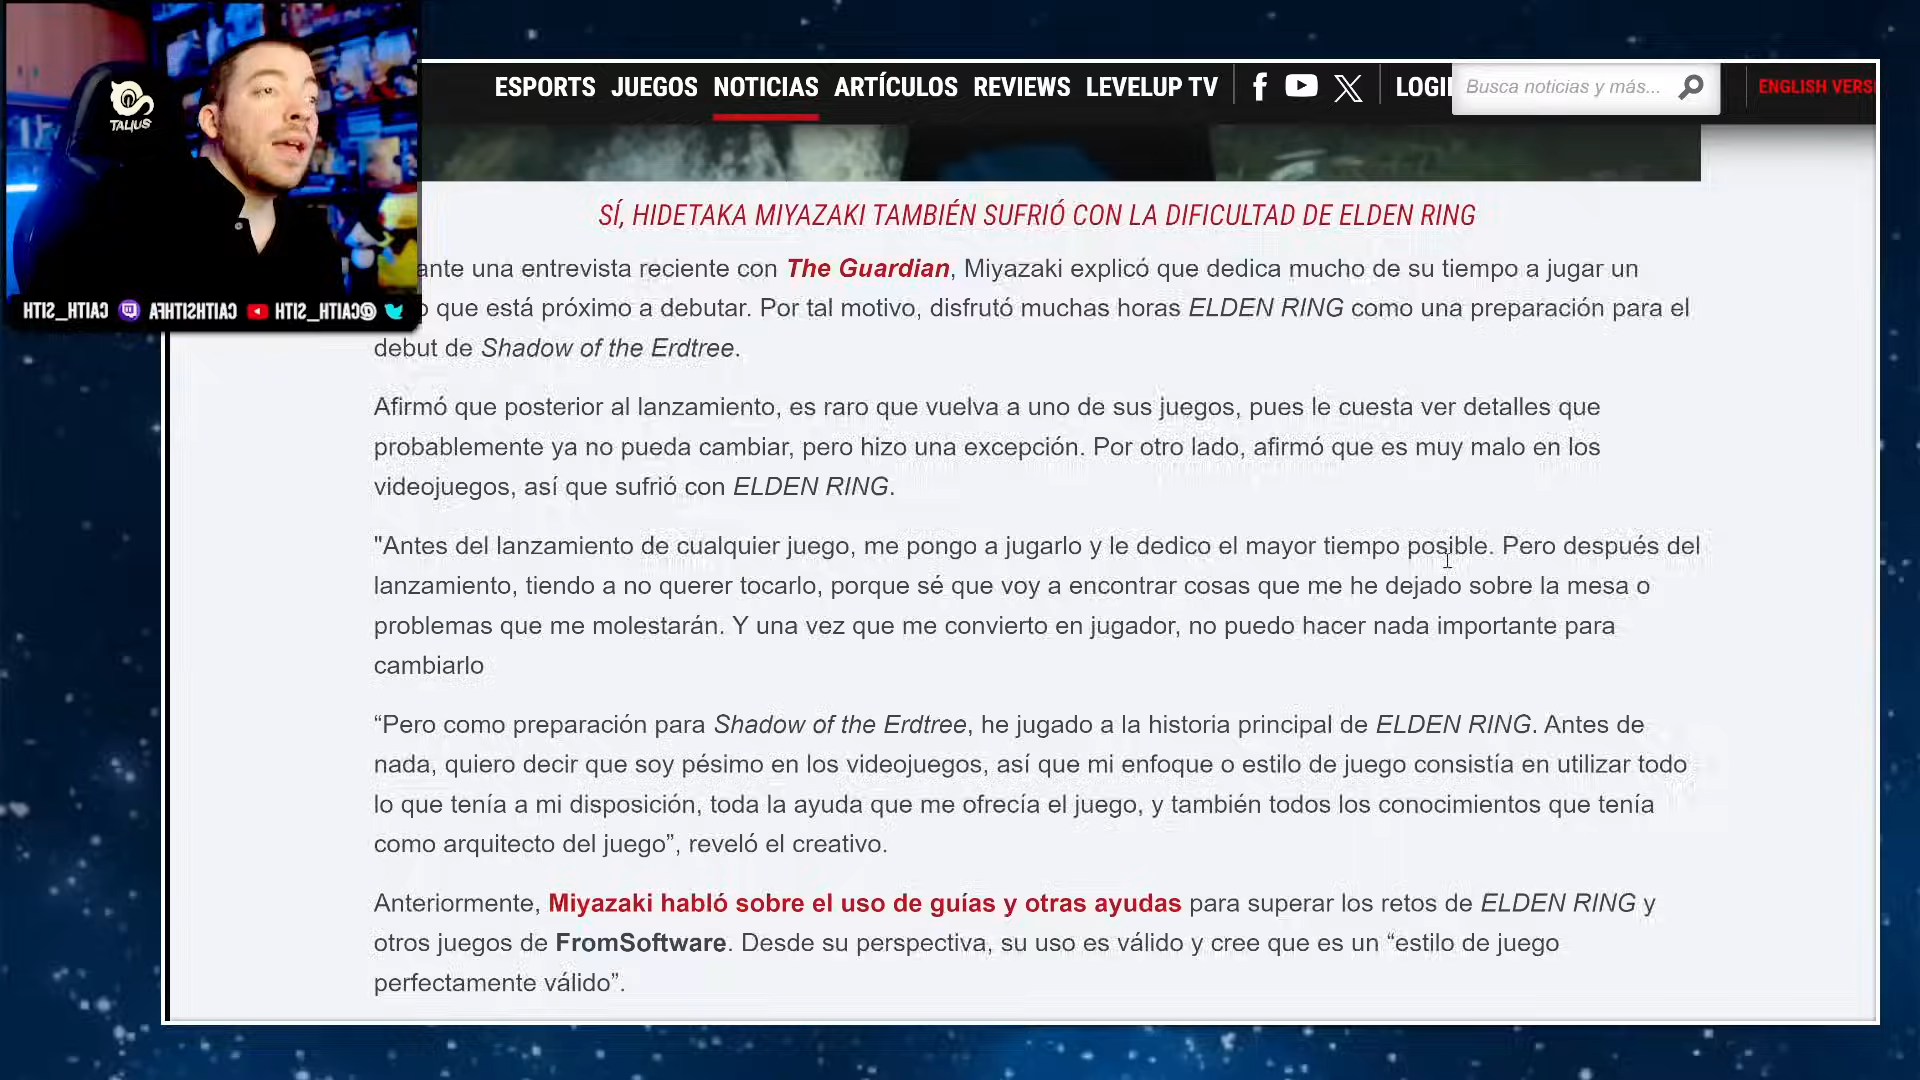 ESPORTS JUEGOS NOTICIAS ARTÍCULOS REVIEWS LEVELUP TV LOGI Busca noticias y más... ENGLISH VERS
TALIUS
SÍ, HIDETAKA MIYAZAKI TAMBIÉN SUFRIÓ CON LA DIFICULTAD DE ELDEN RING
ante una entrevista reciente con The Guardian, Miyazaki explicó que dedica mucho de su tiempo a jugar un
CAITH_SITH CAITHSITHFA @CAITH_SITH
o que está próximo a debutar. Por tal motivo, disfrutó muchas horas ELDEN RING como una preparación para el
debut de Shadow of the Erdtree.
Afirmó que posterior al lanzamiento, es raro que vuelva a uno de sus juegos, pues le cuesta ver detalles que
probablemente ya no pueda cambiar, pero hizo una excepción. Por otro lado, afirmó que es muy malo en los
videojuegos, así que sufrió con ELDEN RING.
"Antes del lanzamiento de cualquier juego, me pongo a jugarlo y le dedico el mayor tiempo posible. Pero después del
lanzamiento, tiendo a no querer tocarlo, porque sé que voy a encontrar cosas que me he dejado sobre la mesa o
problemas que me molestarán. Y una vez que me convierto en jugador, no puedo hacer nada importante para
cambiarlo
“Pero como preparación para Shadow of the Erdtree, he jugado a la historia principal de ELDEN RING. Antes de
nada, quiero decir que soy pésimo en los videojuegos, así que mi enfoque o estilo de juego consistía en utilizar todo
lo que tenía a mi disposición, toda la ayuda que me ofrecía el juego, y también todos los conocimientos que tenía
como arquitecto del juego”, reveló el creativo.
Anteriormente, Miyazaki habló sobre el uso de guías y otras ayudas para superar los retos de ELDEN RING y
otros juegos de FromSoftware. Desde su perspectiva, su uso es válido y cree que es un “estilo de juego
perfectamente válido”.